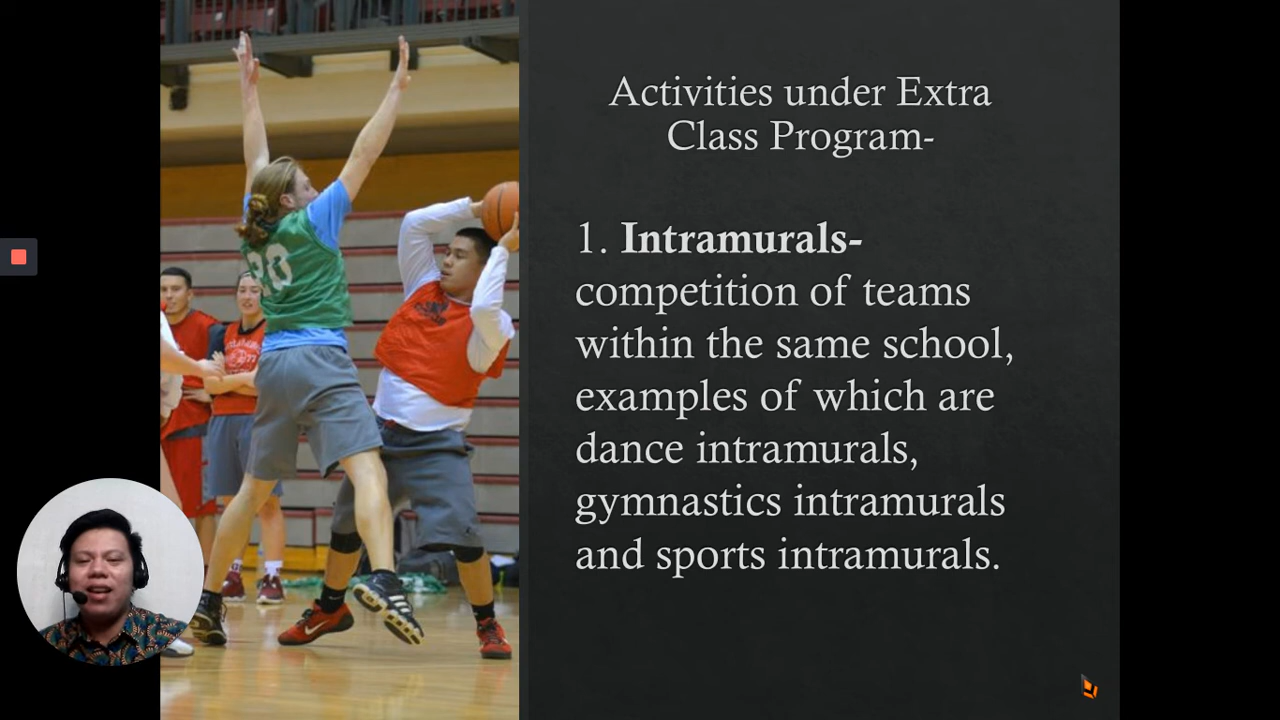 Activities under Extra
Class Program-
1. Intramurals-
competition of teams
within the same school,
examples of which are
dance intramurals,
gymnastics intramurals
and sports intramurals.
20